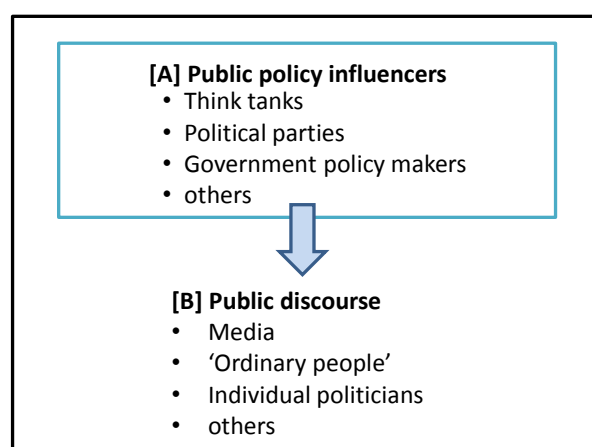 [A] Public policy influencers
• Think tanks
• Political parties
• Government policy makers
• others
[B] Public discourse
• Media
• ‘Ordinary people’
• Individual politicians
• others